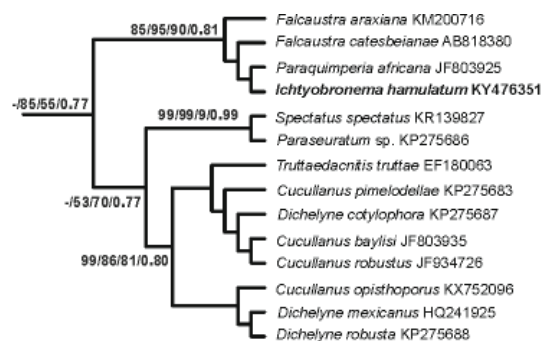 85/95/90/0.81
Falcaustra araxiana KM200716
Falcaustra catesbeianae AB818380
Paraquimperia africana JF803925
Ichtyobronema hamulatum KY476351
-/85/55/0.77
99/99/9/0.99
Spectatus spectatus KR139827
Paraseuratum sp. KP275686
Truttaedacnitis truttae EF180063
-/53/70/0.77
Cucullanus pimelodellae KP275683
Dichelyne cotylophora KP275687
Cucullanus baylisi JF803935
99/86/81/0.80
Cucullanus robustus JF934726
Cucullanus opisthoporus KX752096
Dichelyne mexicanus HQ241925
Dichelyne robusta KP275688